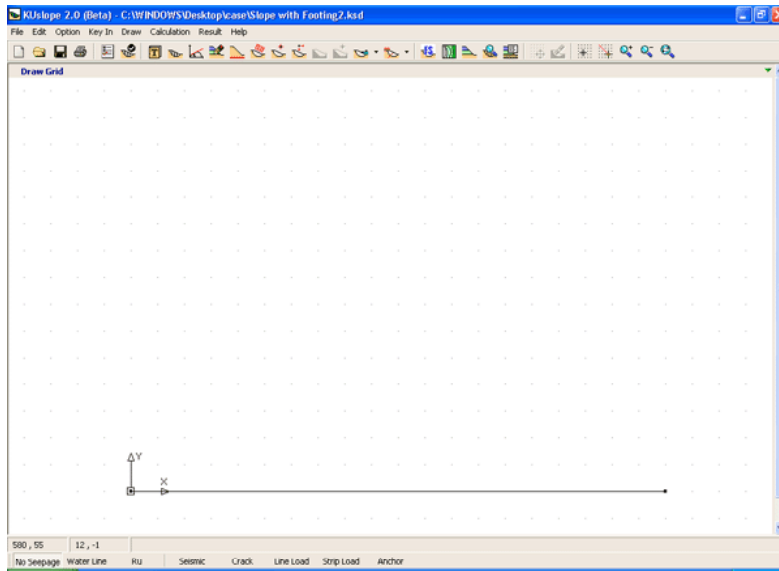 KUslope 2.0 (Beta) - C:\WINDOWS\Desktop\case\Slope with Footing2.ksd
File Edit Option Key In Draw Calculation Result Help
Draw Grid
Y
X
580 , 55 12 , -1
No Seepage Water Line Ru Seismic Crack Line Load Strip Load Anchor